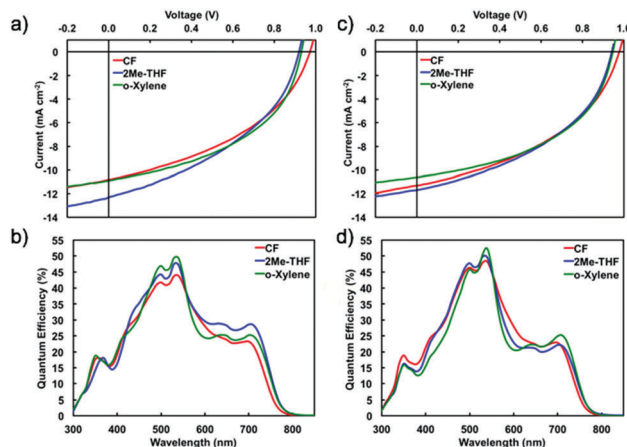 a)
Voltage (V)
-0.2 0.0 0.2 0.4 0.6 0.8 1.0
0
-2
-4
-6
-8
-10
-12
-14
Current (mA cm-2)
CF
2Me-THF
o-Xylene
c)
Voltage (V)
-0.2 0.0 0.2 0.4 0.6 0.8 1.0
0
-2
-4
-6
-8
-10
-12
-14
Current (mA cm-2)
CF
2Me-THF
o-Xylene
b)
55
50
45
40
35
30
25
20
15
10
5
0
Quantum Efficiency (%)
CF
2Me-THF
o-Xylene
300 400 500 600 700 800
Wavelength (nm)
d)
55
50
45
40
35
30
25
20
15
10
5
0
Quantum Efficiency (%)
CF
2Me-THF
o-Xylene
300 400 500 600 700 800
Wavelength (nm)